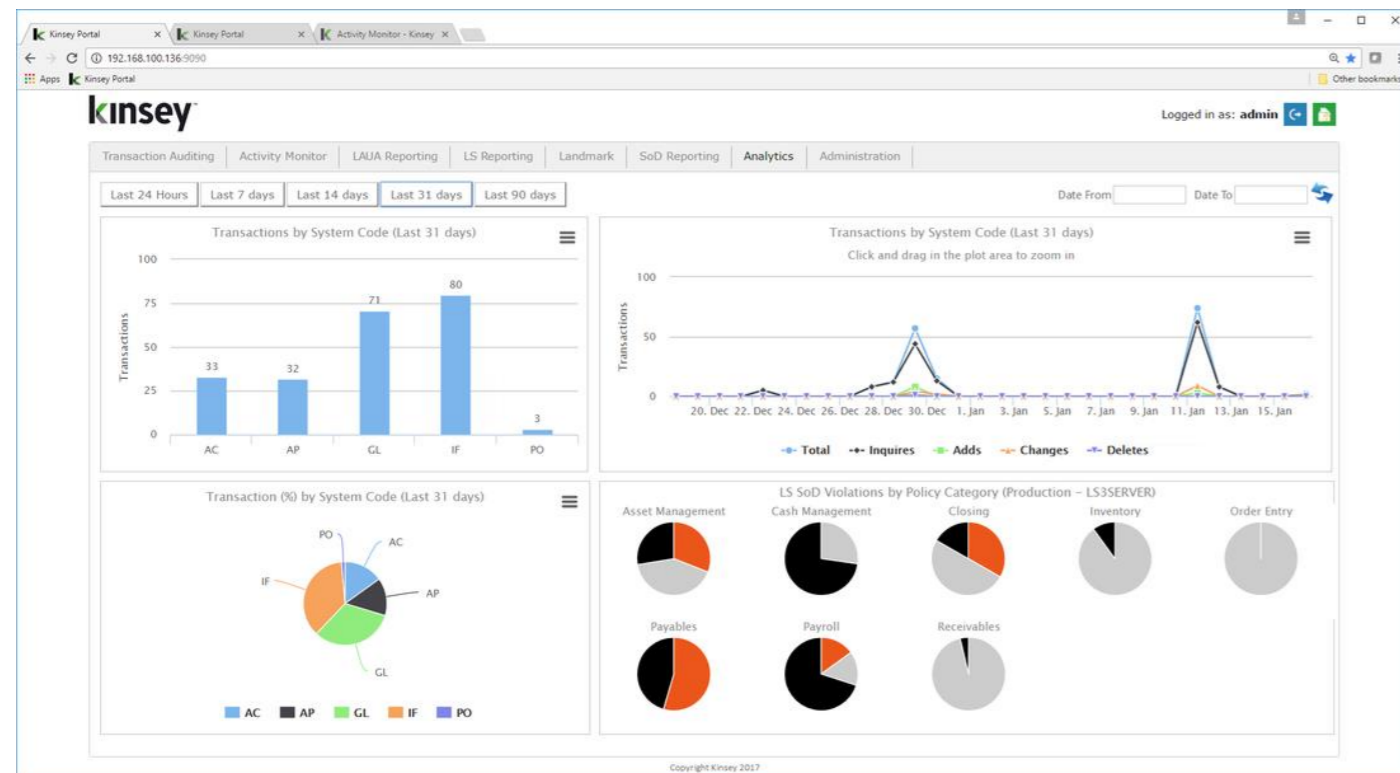 Kinsey Portal
Kinsey Portal
Activity Monitor - Kinsey
192.168.100.136:9090
Apps Kinsey Portal Other bookmarks
kinsey
Logged in as: admin
Transaction Auditing Activity Monitor LAUA Reporting LS Reporting Landmark SoD Reporting Analytics Administration
Last 24 Hours Last 7 days Last 14 days Last 31 days Last 90 days Date From Date To
Transactions by System Code (Last 31 days)
Transactions
100
75
50
25
0
33
32
71
80
3
AC AP GL IF PO
Transactions by System Code (Last 31 days)
Click and drag in the plot area to zoom in
Transactions
100
50
0
20. Dec 22. Dec 24. Dec 26. Dec 28. Dec 30. Dec 1. Jan 3. Jan 5. Jan 7. Jan 9. Jan 11. Jan 13. Jan 15. Jan
Total Inquires Adds Changes Deletes
Transaction (%) by System Code (Last 31 days)
PO
AC
IF
AP
GL
AC AP GL IF PO
LS SoD Violations by Policy Category (Production - LS3SERVER)
Asset Management Cash Management Closing Inventory Order Entry
Payables Payroll Receivables
Copyright Kinsey 2017